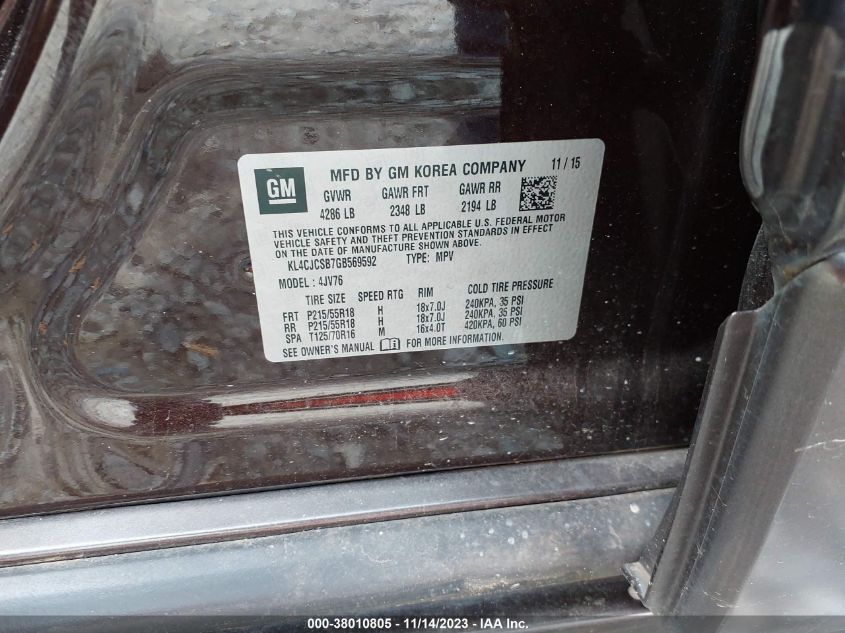 GM
MFD BY GM KOREA COMPANY 11 / 15
GVWR GAWR FRT GAWR RR
4286 LB 2348 LB 2194 LB
THIS VEHICLE CONFORMS TO ALL APPLICABLE U.S. FEDERAL MOTOR
VEHICLE SAFETY AND THEFT PREVENTION STANDARDS IN EFFECT
ON THE DATE OF MANUFACTURE SHOWN ABOVE.
KL4CJCSB7GB569592 TYPE: MPV
MODEL : 4JV76
TIRE SIZE SPEED RTG RIM COLD TIRE PRESSURE
FRT P215/55R18 H 18x7.0J 240KPA, 35 PSI
RR P215/55R18 H 18x7.0J 240KPA, 35 PSI
SPA T125/70R16 M 16x4.0T 420KPA, 60 PSI
SEE OWNER'S MANUAL FOR MORE INFORMATION.
000-38010805 - 11/14/2023 - IAA Inc.